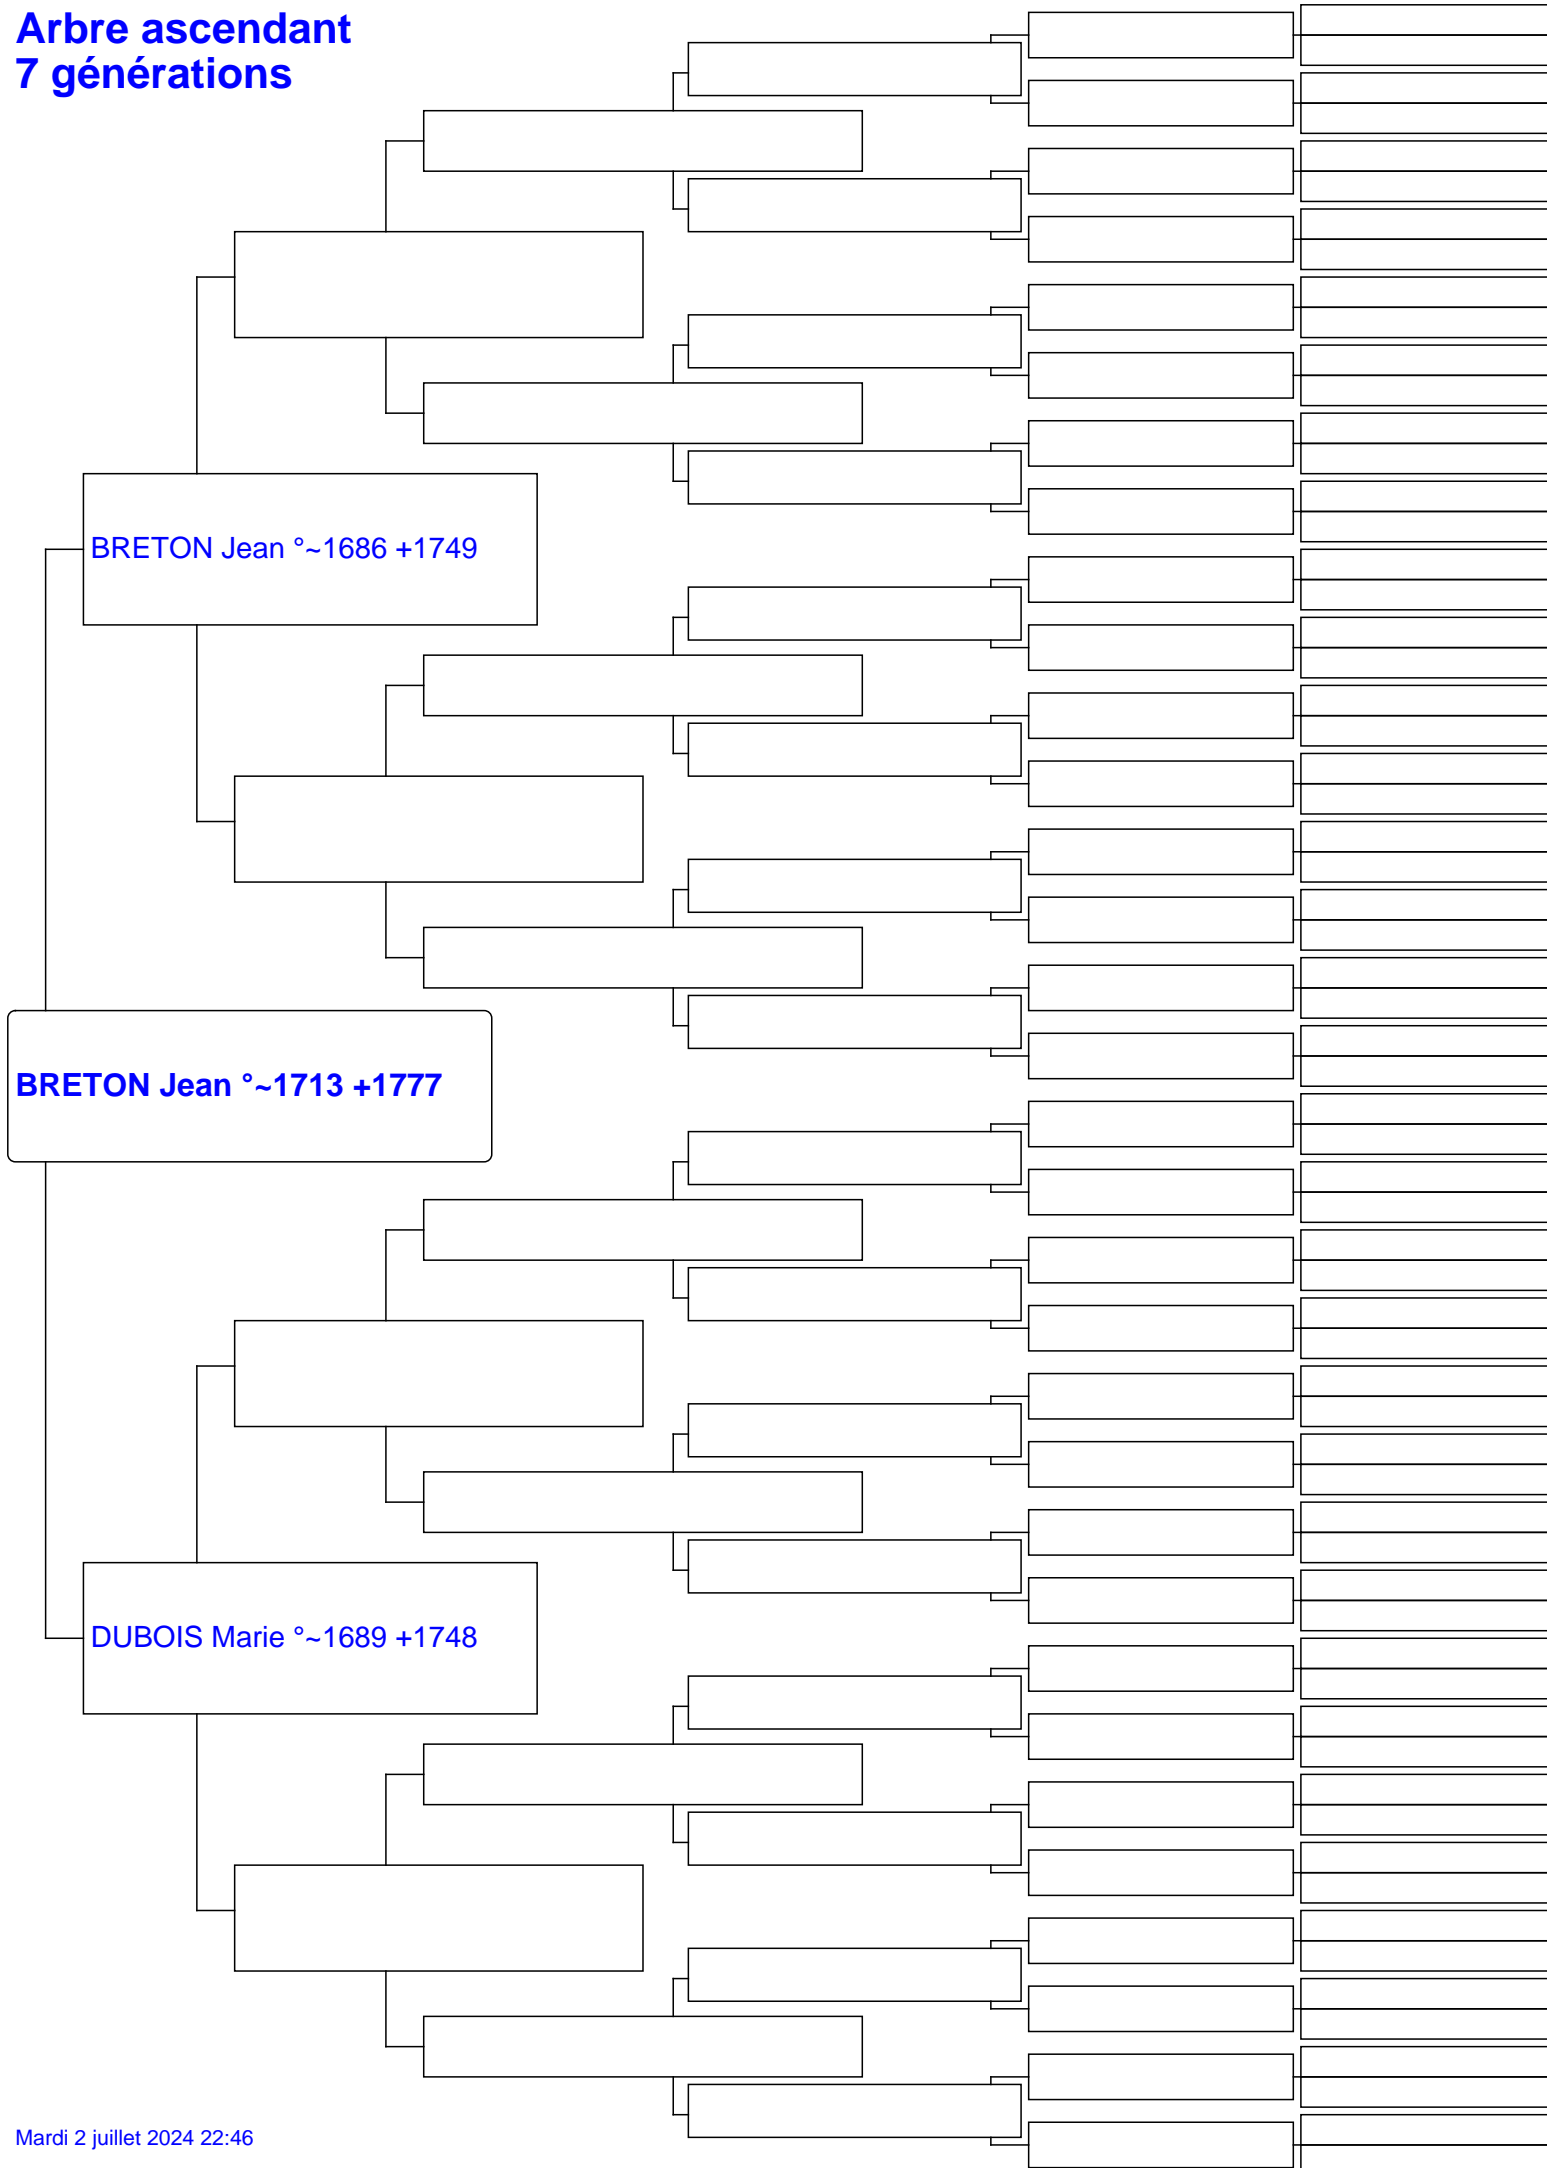 Arbre ascendant
7 générations
BRETON Jean °~1686 +1749
BRETON Jean °~1713 +1777
DUBOIS Marie °~1689 +1748
Mardi 2 juillet 2024 22:46